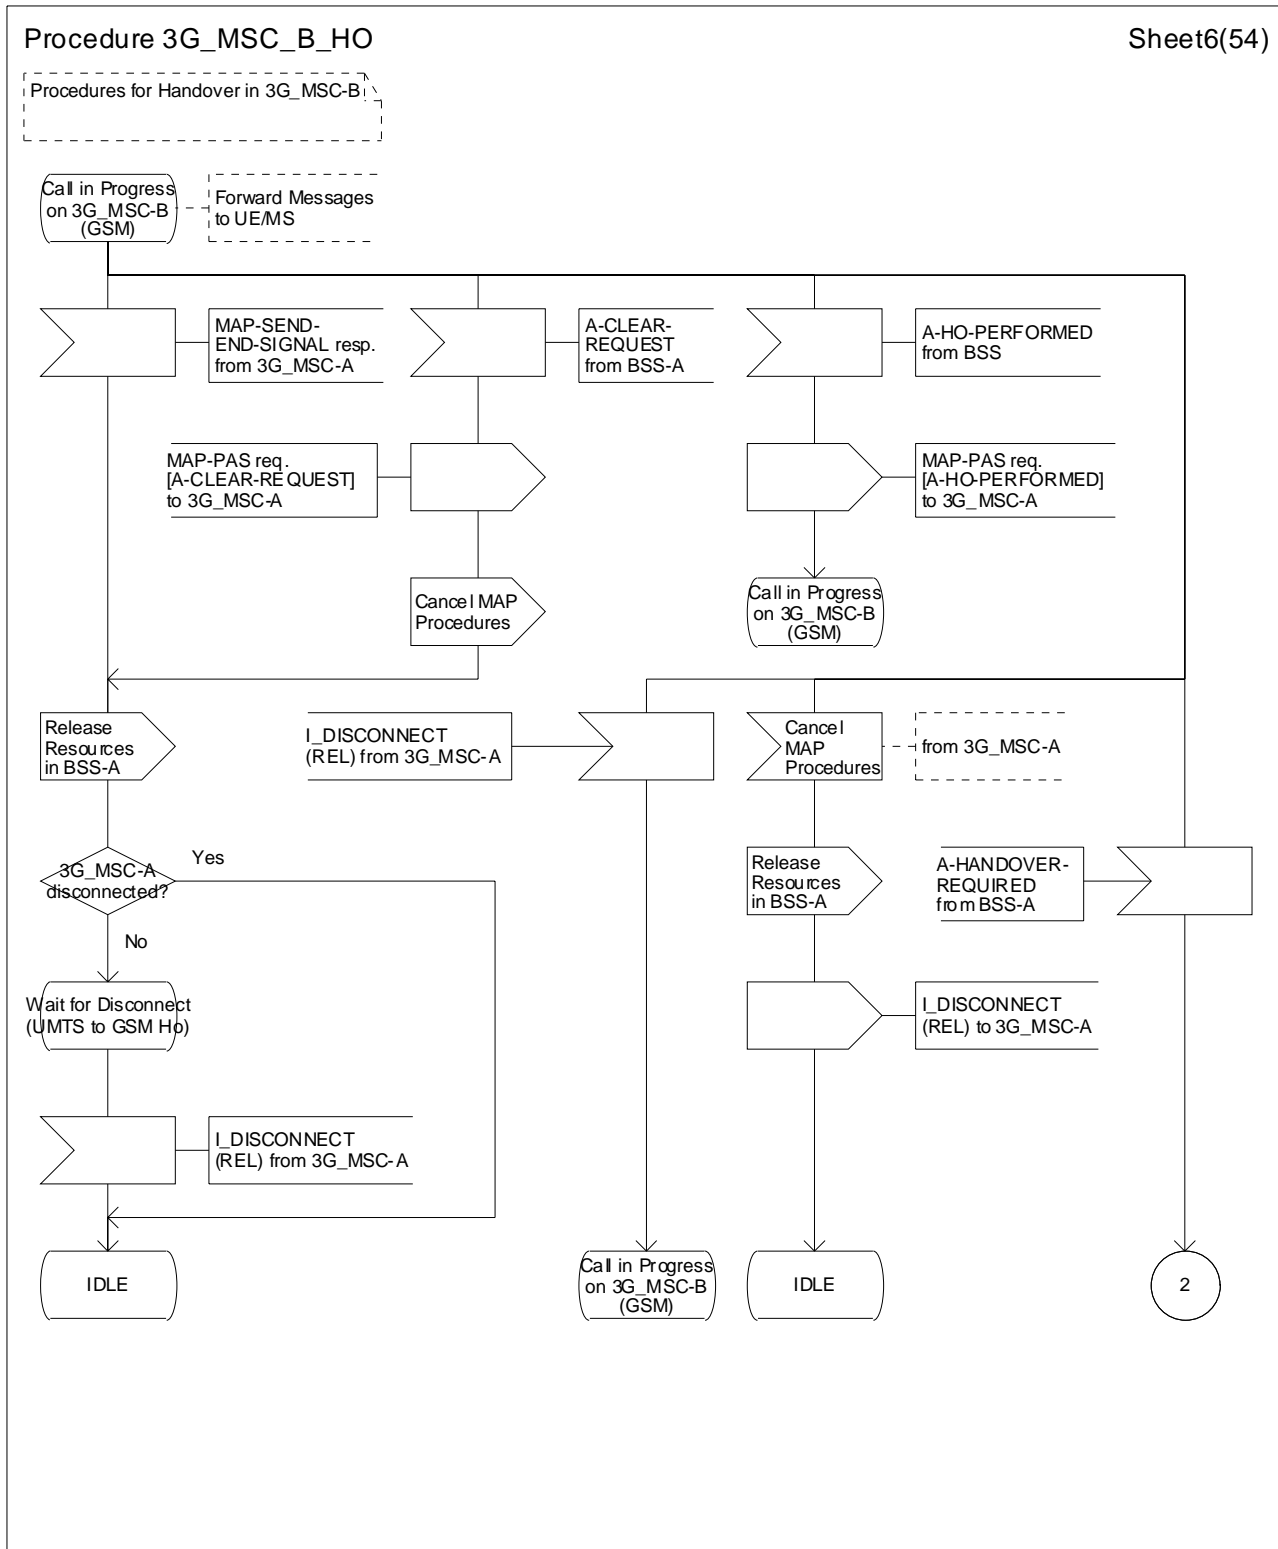 Procedure 3G_MSC_B_HO
Sheet6(54)
Procedures for Handover in 3G_MSC-B
Call in Progress
on 3G_MSC-B
(GSM)
Forward Messages
to UE/MS
MAP-SEND-
END-SIGNAL resp.
from 3G_MSC-A
A-CLEAR-
REQUEST
from BSS-A
A-HO-PERFORMED
from BSS
MAP-PAS req.
[A-CLEAR-REQUEST]
to 3G_MSC-A
MAP-PAS req.
[A-HO-PERFORMED]
to 3G_MSC-A
Cancel MAP
Procedures
Call in Progress
on 3G_MSC-B
(GSM)
Release
Resources
in BSS-A
I_DISCONNECT
(REL) from 3G_MSC-A
Cancel
MAP
Procedures
from 3G_MSC-A
3G_MSC-A
disconnected?
Yes
No
Release
Resources
in BSS-A
A-HANDOVER-
REQUIRED
from BSS-A
Wait for Disconnect
(UMTS to GSM Ho)
I_DISCONNECT
(REL) to 3G_MSC-A
I_DISCONNECT
(REL) from 3G_MSC-A
IDLE
Call in Progress
on 3G_MSC-B
(GSM)
IDLE
2